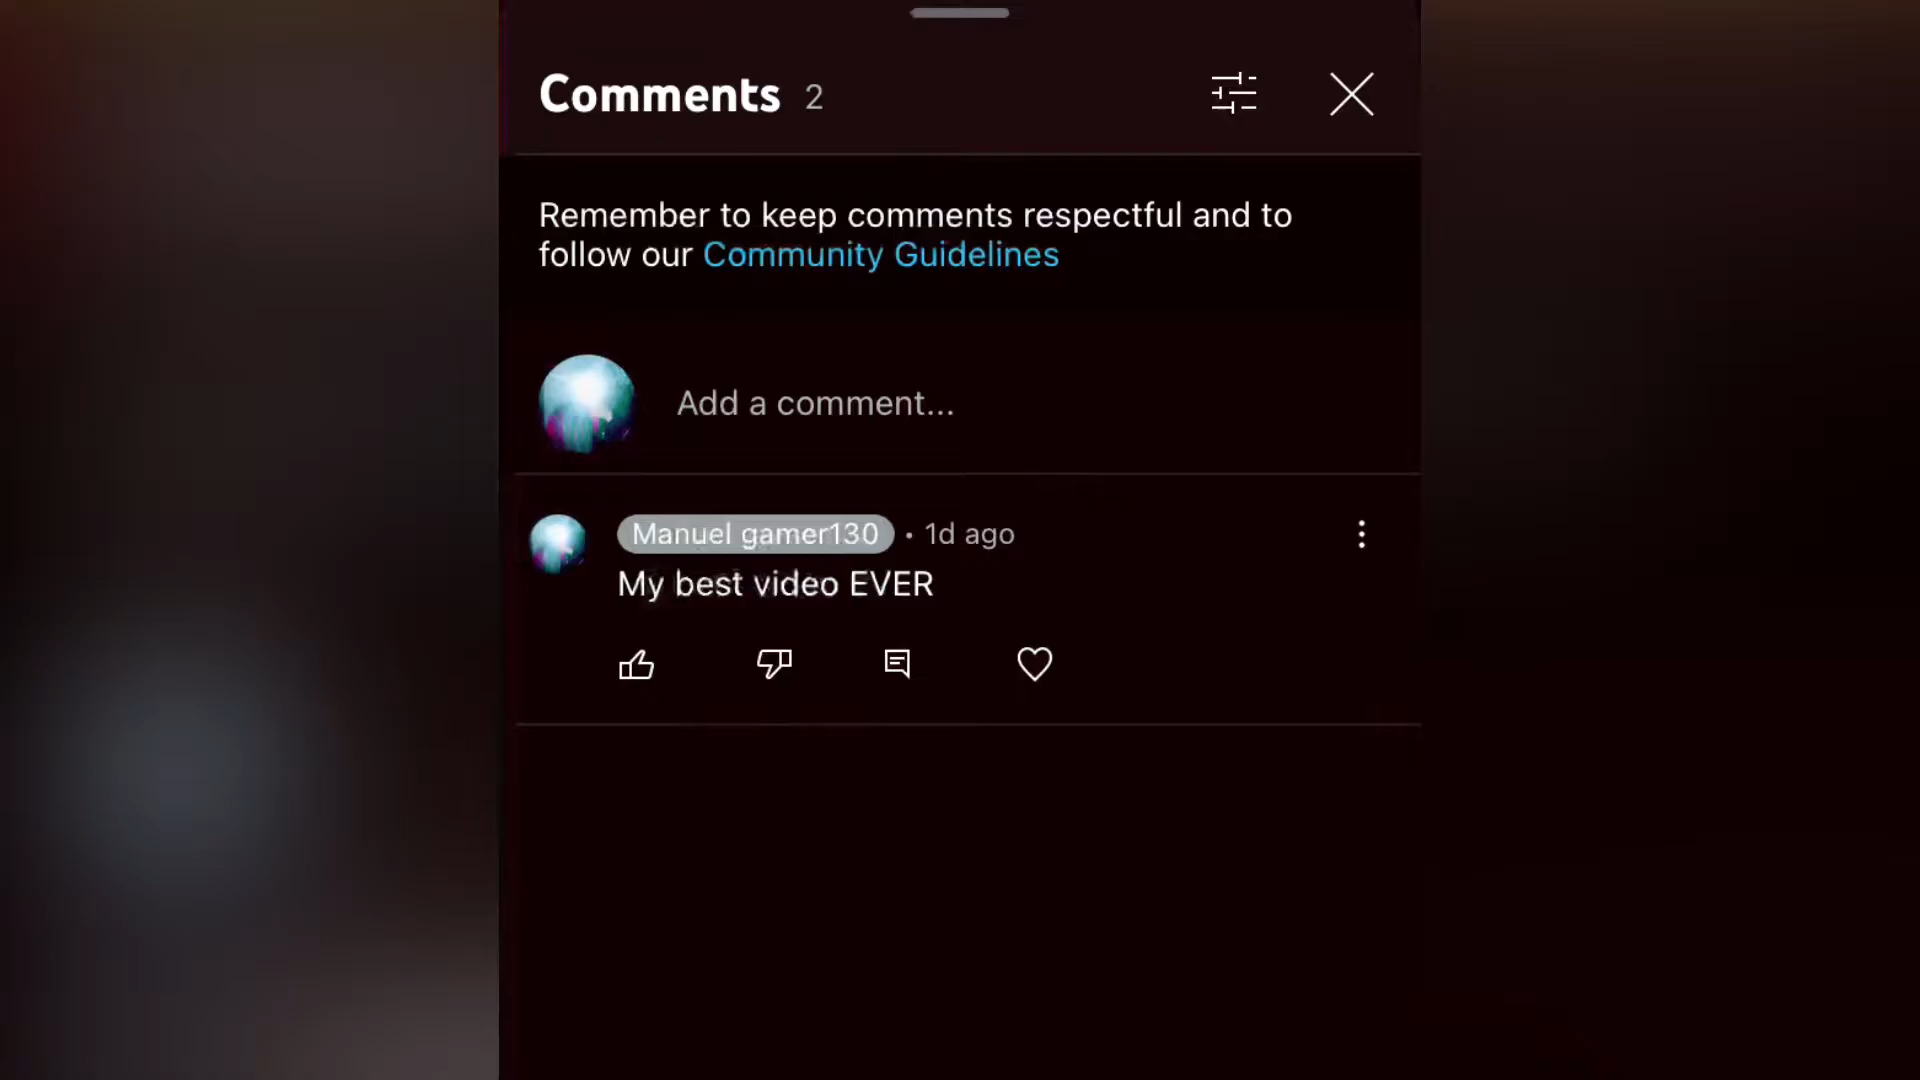 Comments 2
Remember to keep comments respectful and to
follow our Community Guidelines
Add a comment...
Manuel gamer130 • 1d ago
My best video EVER